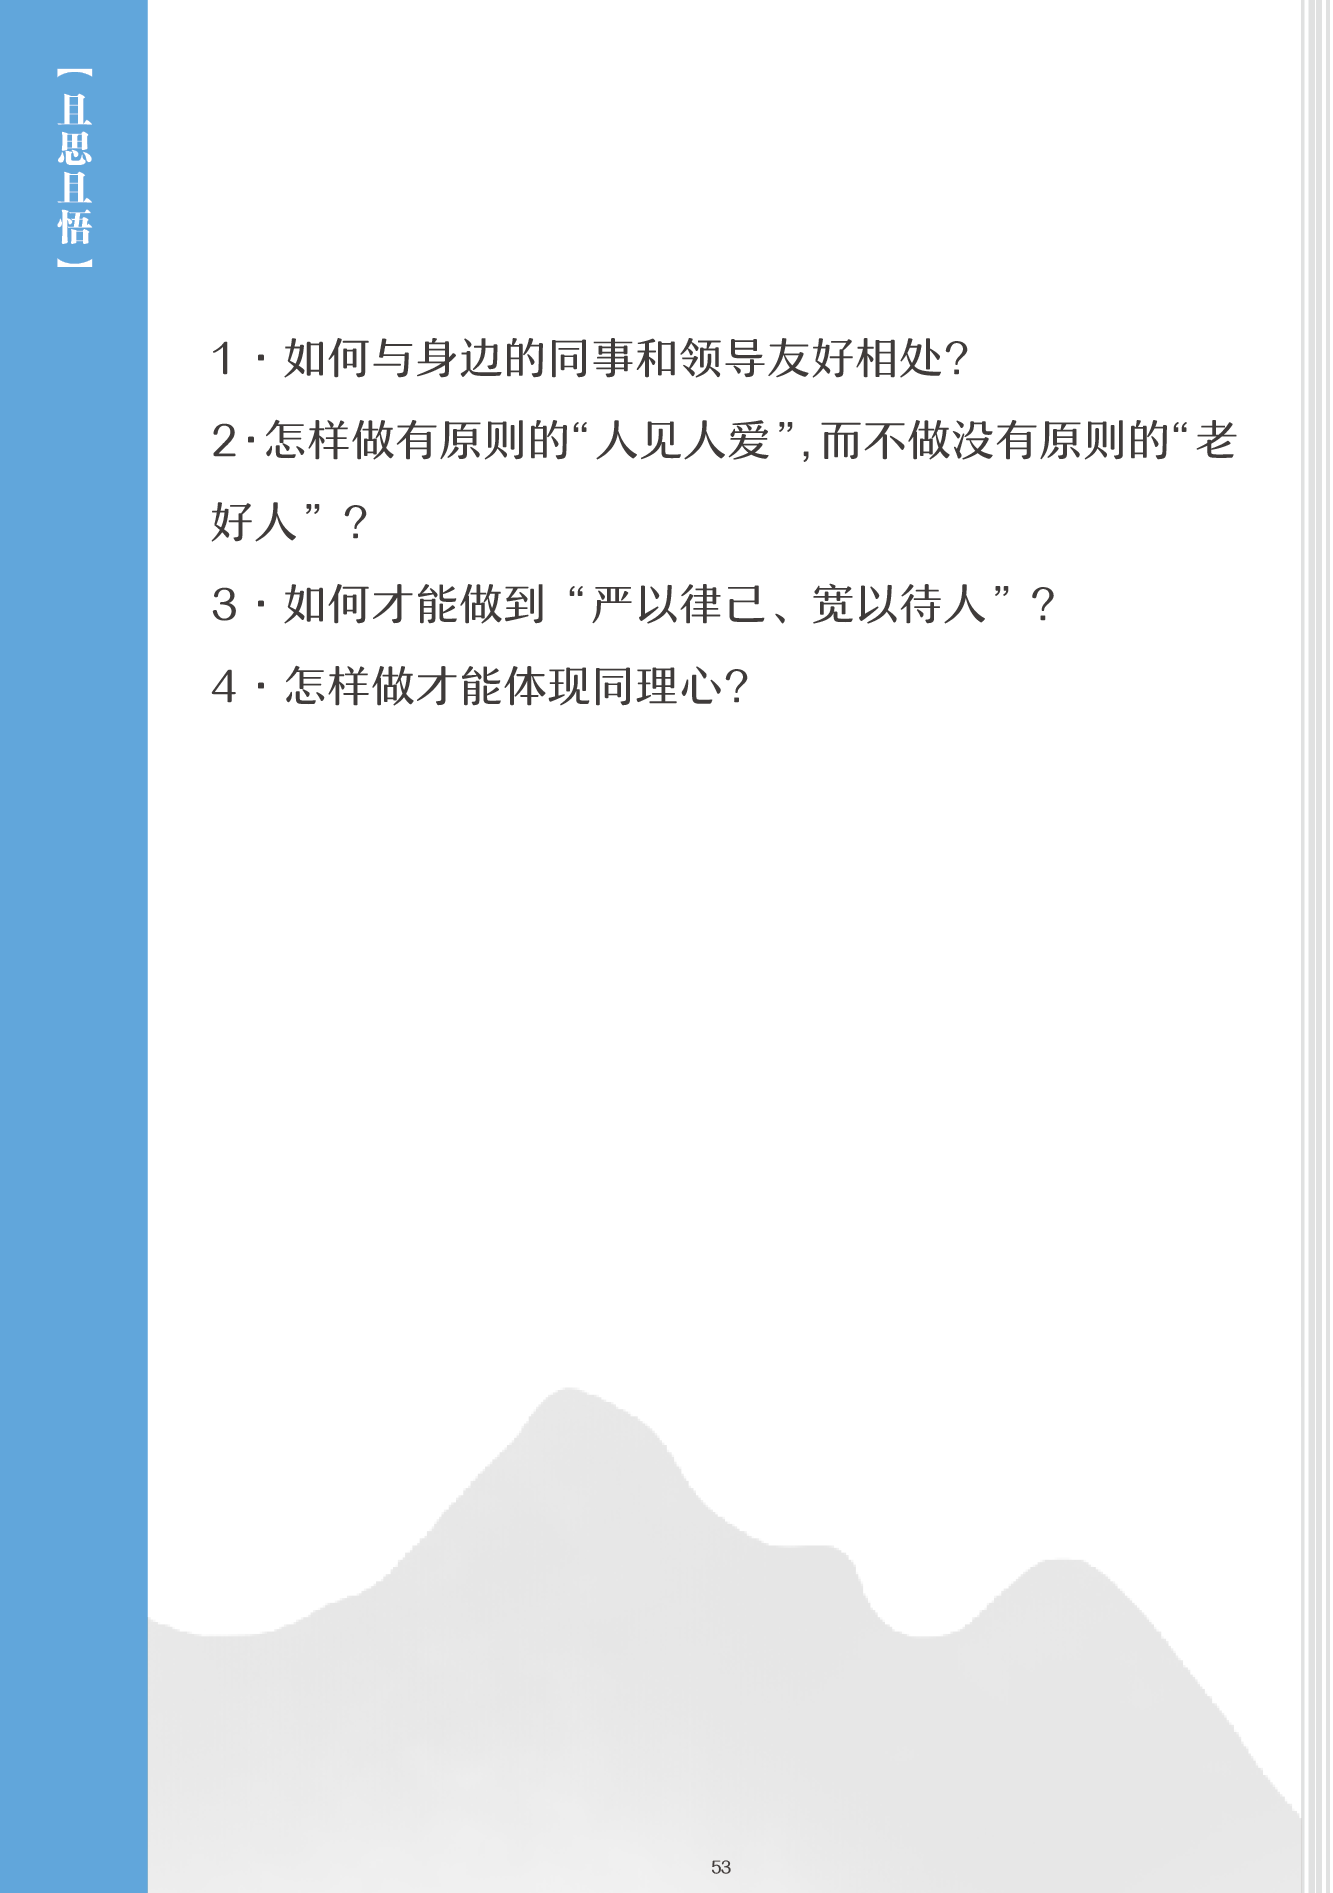 【且思且悟】
1·如何与身边的同事和领导友好相处?
2·怎样做有原则的“人见人爱”,而不做没有原则的“老
好人”?
3·如何才能做到“严以律己、宽以待人”?
4·怎样做才能体现同理心?
53